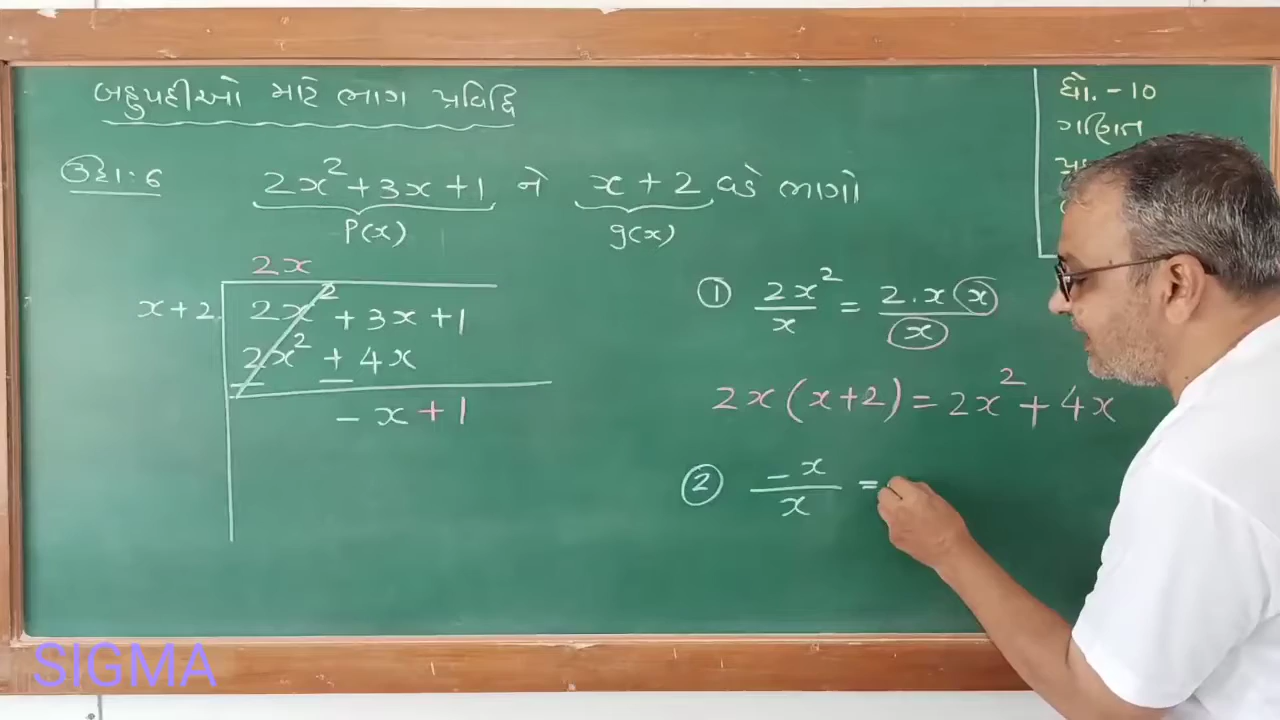 બહુપદીઓ માટે ભાગ પ્રવિધિ
ઉદા:6 2x² + 3x + 1 ને x + 2 વડે ભાગો
P(x) g(x)
ધો. - 10
ગણિત
2x
x + 2 2x² + 3x + 1
2x² + 4x
- x + 1
① 2x²/x = 2.x x/x
2x (x+2) = 2x² + 4x
② -x/x =
SIGMA